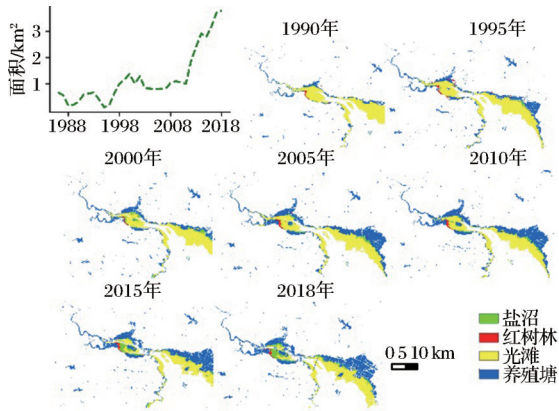 面积/km²
3
2
1
1988 1998 2008 2018
1990年
1995年
2000年
2005年
2010年
2015年
2018年
0 5 10 km
盐沼
红树林
光滩
养殖塘